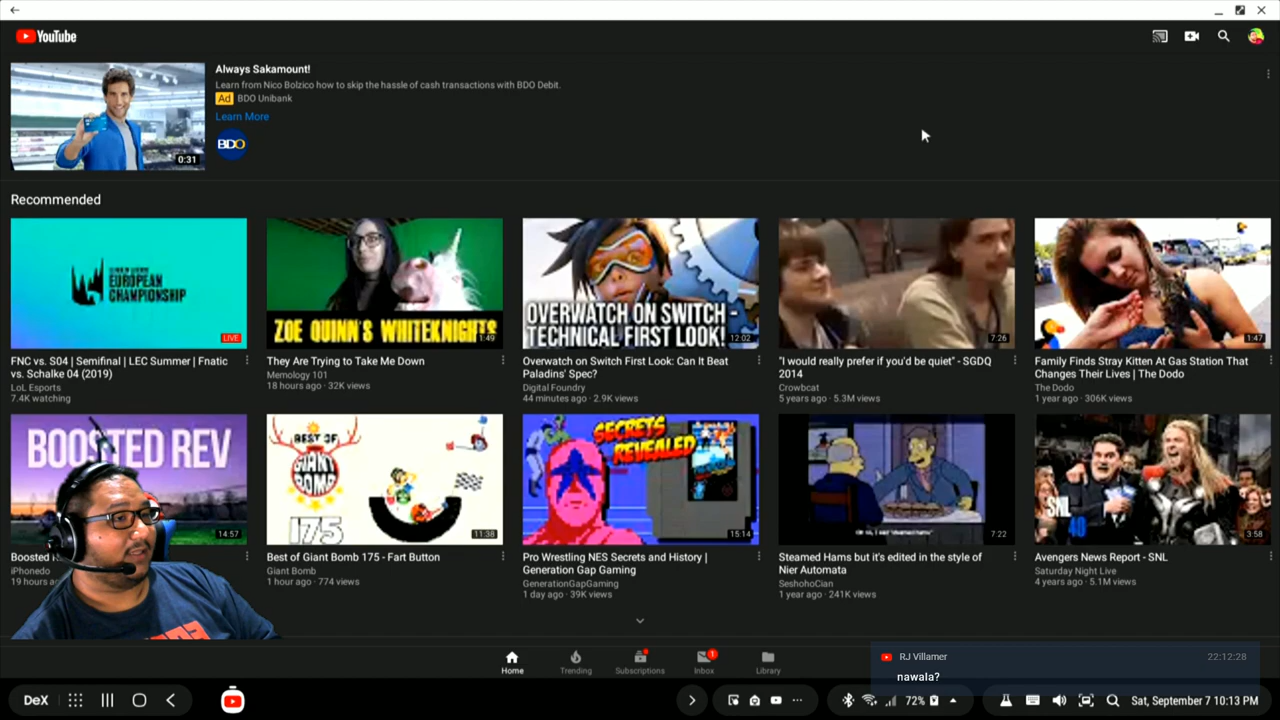 YouTube
Always Sakamount!
Learn from Nico Bolzico how to skip the hassle of cash transactions with BDO Debit.
Ad BDO Unibank
Learn More
BDO
0:31
Recommended
EUROPEAN
CHAMPIONSHIP
LIVE
ZOE QUINN'S WHITEKNIGHTS
1:49
OVERWATCH ON SWITCH -
TECHNICAL FIRST LOOK!
12:02
7:26
1:47
FNC vs. S04 | Semifinal | LEC Summer | Fnatic
vs. Schalke 04 (2019)
LoL Esports
7.4K watching
They Are Trying to Take Me Down
Memology 101
18 hours ago · 32K views
Overwatch on Switch First Look: Can It Beat
Paladins' Spec?
Digital Foundry
44 minutes ago · 2.9K views
"I would really prefer if you'd be quiet" - SGDQ
2014
Crowbcat
5 years ago · 5.3M views
Family Finds Stray Kitten At Gas Station That
Changes Their Lives | The Dodo
The Dodo
1 year ago · 306K views
BOOSTED REV
14:57
BEST OF
GIANT
BOMB
175
11:38
SECRETS
REVEALED
15:14
7:22
SNL
40
3:58
Boosted
iPhonedo
19 hours
Best of Giant Bomb 175 - Fart Button
Giant Bomb
1 hour ago · 774 views
Pro Wrestling NES Secrets and History |
Generation Gap Gaming
GenerationGapGaming
1 day ago · 39K views
Steamed Hams but it's edited in the style of
Nier Automata
SeshohoCian
1 year ago · 241K views
Avengers News Report - SNL
Saturday Night Live
4 years ago · 5.1M views
Home
Trending
Subscriptions
1
Inbox
Library
RJ Villamer
22:12:28
nawala?
DeX
72%
Sat, September 7 10:13 PM